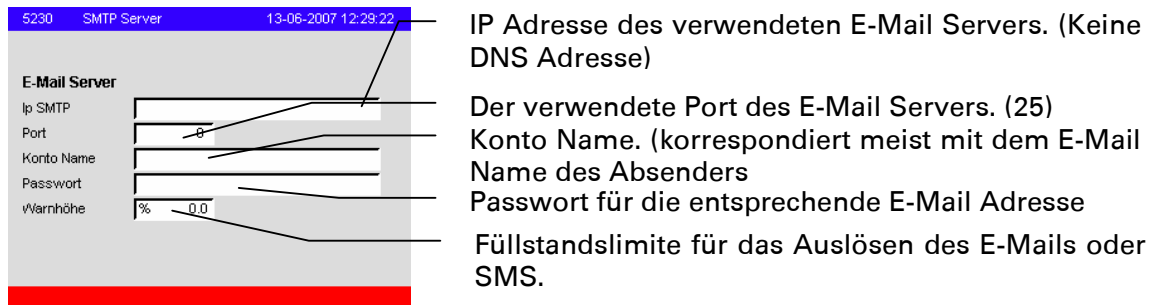 5230 SMTP Server 13-06-2007 12:29:22
E-Mail Server
Ip SMTP
Port 0
Konto Name
Passwort
Warnhöhe % 0.0
IP Adresse des verwendeten E-Mail Servers. (Keine
DNS Adresse)
Der verwendete Port des E-Mail Servers. (25)
Konto Name. (korrespondiert meist mit dem E-Mail
Name des Absenders
Passwort für die entsprechende E-Mail Adresse
Füllstandslimite für das Auslösen des E-Mails oder
SMS.